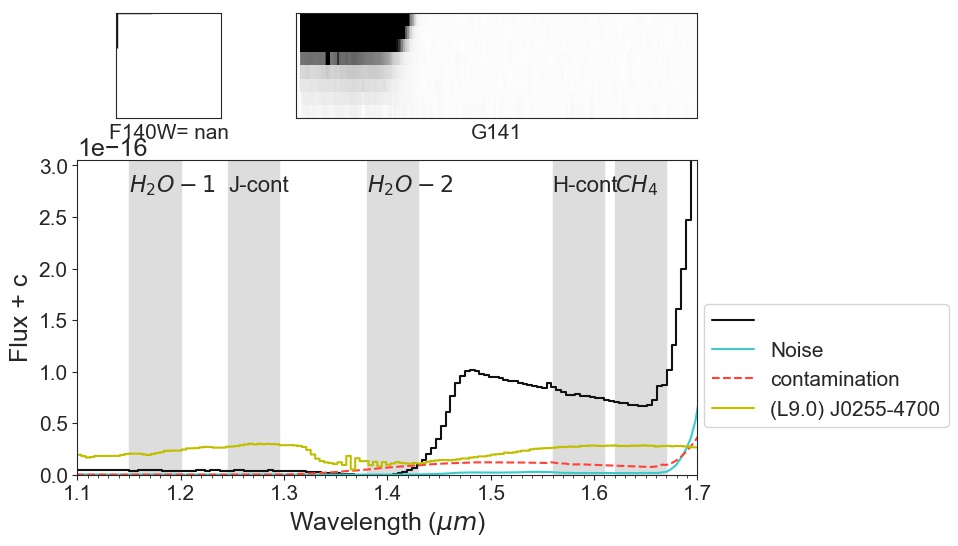 F140W= nan
G141
1e−16
H₂O − 1 J-cont H₂O − 2 H-cont CH₄
3.0
2.5
2.0
1.5
1.0
0.5
0.0
Flux + c
1.1 1.2 1.3 1.4 1.5 1.6 1.7
Wavelength (μm)
Noise
contamination
(L9.0) J0255-4700